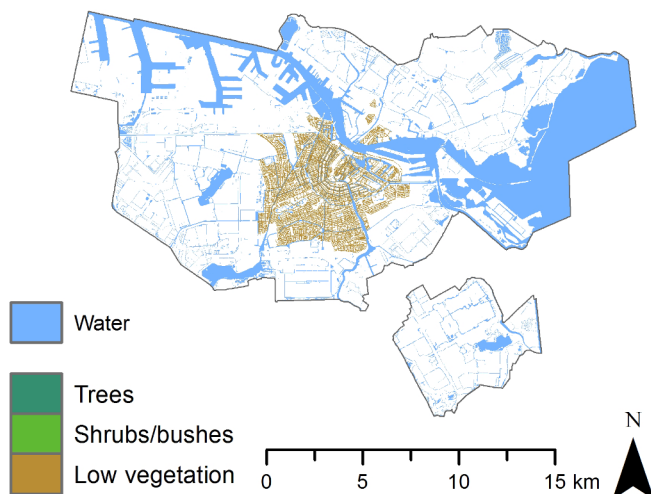 Water
Trees
Shrubs/bushes
Low vegetation
0 5 10 15 km
N